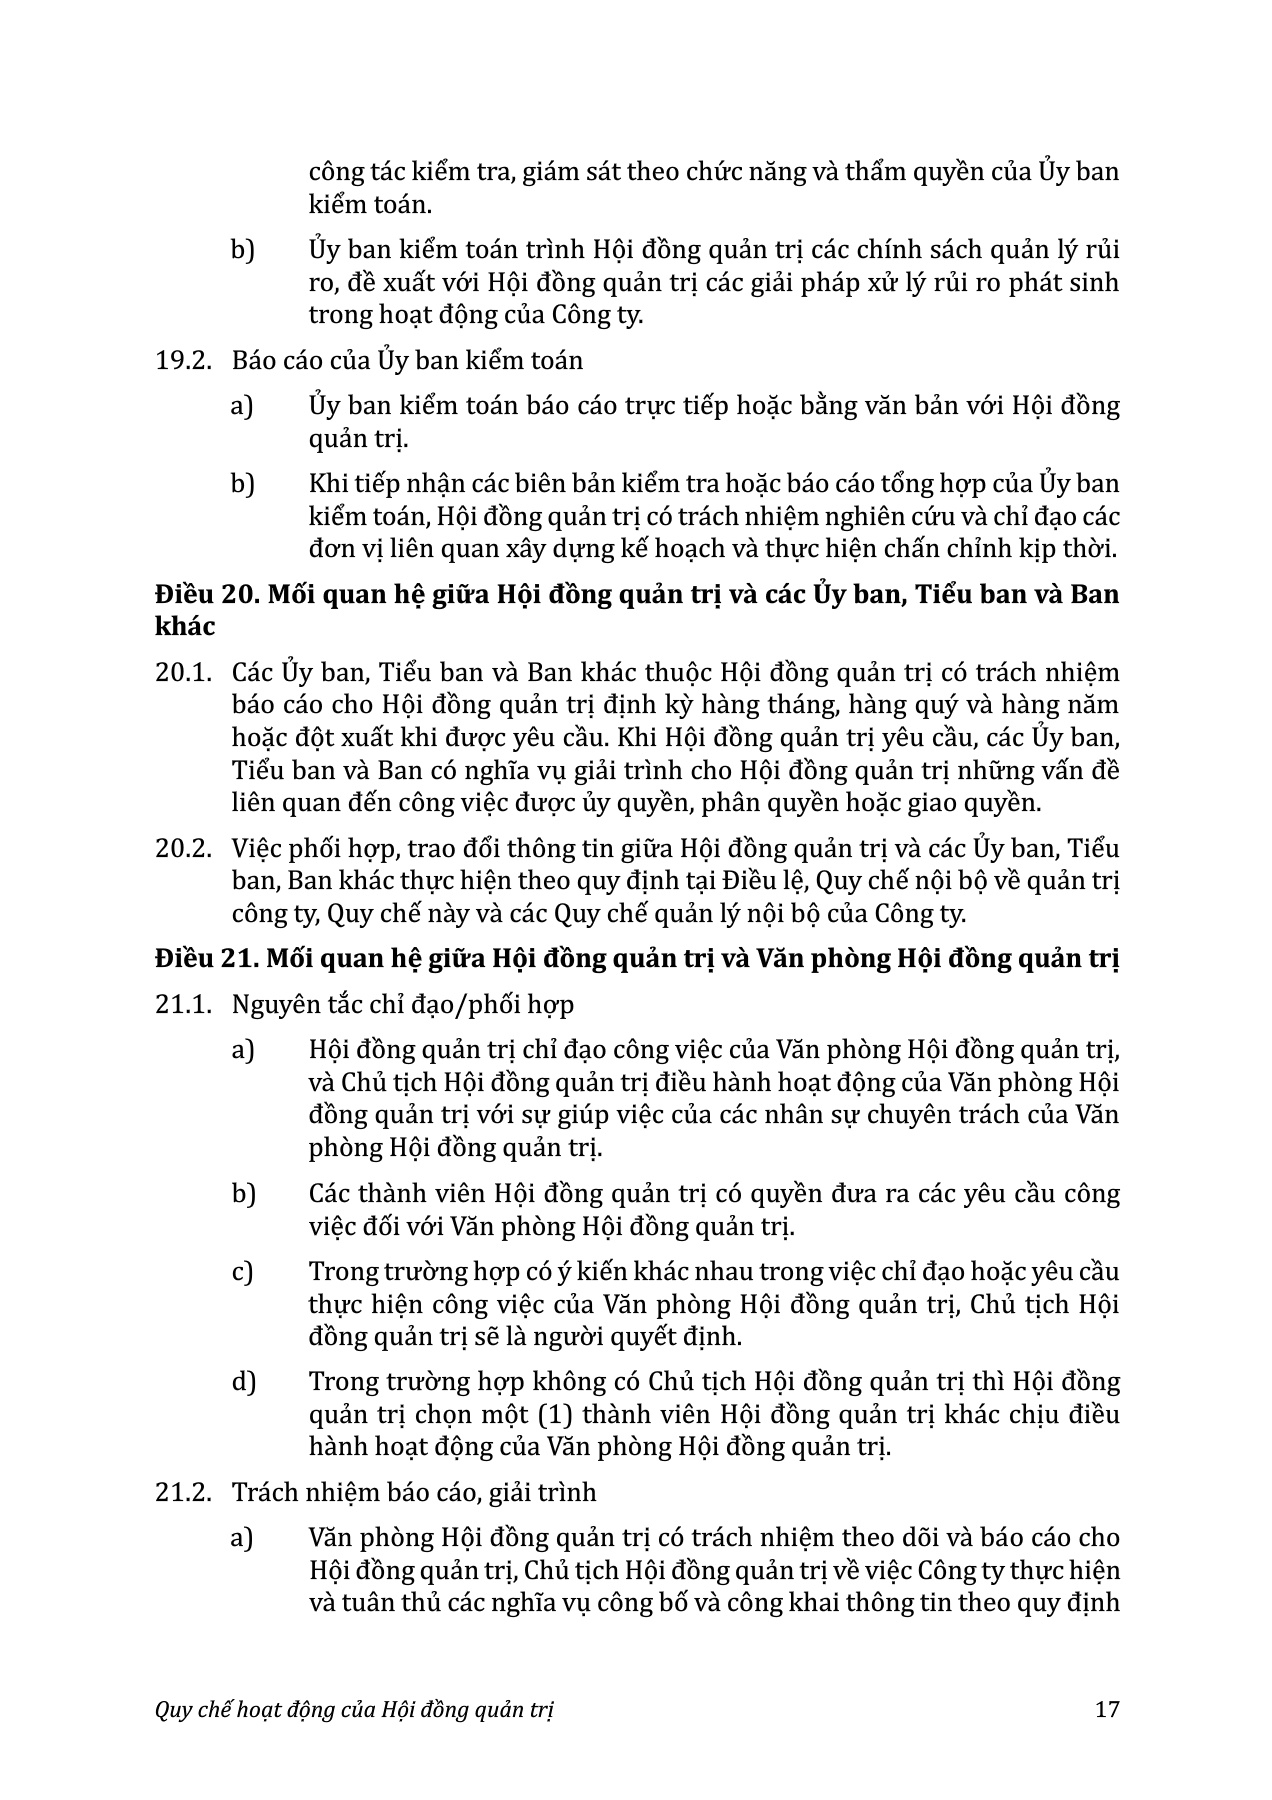 công tác kiểm tra, giám sát theo chức năng và thẩm quyền của Ủy ban
kiểm toán.
b) Ủy ban kiểm toán trình Hội đồng quản trị các chính sách quản lý rủi
ro, đề xuất với Hội đồng quản trị các giải pháp xử lý rủi ro phát sinh
trong hoạt động của Công ty.
19.2. Báo cáo của Ủy ban kiểm toán
a) Ủy ban kiểm toán báo cáo trực tiếp hoặc bằng văn bản với Hội đồng
quản trị.
b) Khi tiếp nhận các biên bản kiểm tra hoặc báo cáo tổng hợp của Ủy ban
kiểm toán, Hội đồng quản trị có trách nhiệm nghiên cứu và chỉ đạo các
đơn vị liên quan xây dựng kế hoạch và thực hiện chấn chỉnh kịp thời.
Điều 20. Mối quan hệ giữa Hội đồng quản trị và các Ủy ban, Tiểu ban và Ban
khác
20.1. Các Ủy ban, Tiểu ban và Ban khác thuộc Hội đồng quản trị có trách nhiệm
báo cáo cho Hội đồng quản trị định kỳ hàng tháng, hàng quý và hàng năm
hoặc đột xuất khi được yêu cầu. Khi Hội đồng quản trị yêu cầu, các Ủy ban,
Tiểu ban và Ban có nghĩa vụ giải trình cho Hội đồng quản trị những vấn đề
liên quan đến công việc được ủy quyền, phân quyền hoặc giao quyền.
20.2. Việc phối hợp, trao đổi thông tin giữa Hội đồng quản trị và các Ủy ban, Tiểu
ban, Ban khác thực hiện theo quy định tại Điều lệ, Quy chế nội bộ về quản trị
công ty, Quy chế này và các Quy chế quản lý nội bộ của Công ty.
Điều 21. Mối quan hệ giữa Hội đồng quản trị và Văn phòng Hội đồng quản trị
21.1. Nguyên tắc chỉ đạo/phối hợp
a) Hội đồng quản trị chỉ đạo công việc của Văn phòng Hội đồng quản trị,
và Chủ tịch Hội đồng quản trị điều hành hoạt động của Văn phòng Hội
đồng quản trị với sự giúp việc của các nhân sự chuyên trách của Văn
phòng Hội đồng quản trị.
b) Các thành viên Hội đồng quản trị có quyền đưa ra các yêu cầu công
việc đối với Văn phòng Hội đồng quản trị.
c) Trong trường hợp có ý kiến khác nhau trong việc chỉ đạo hoặc yêu cầu
thực hiện công việc của Văn phòng Hội đồng quản trị, Chủ tịch Hội
đồng quản trị sẽ là người quyết định.
d) Trong trường hợp không có Chủ tịch Hội đồng quản trị thì Hội đồng
quản trị chọn một (1) thành viên Hội đồng quản trị khác chịu điều
hành hoạt động của Văn phòng Hội đồng quản trị.
21.2. Trách nhiệm báo cáo, giải trình
a) Văn phòng Hội đồng quản trị có trách nhiệm theo dõi và báo cáo cho
Hội đồng quản trị, Chủ tịch Hội đồng quản trị về việc Công ty thực hiện
và tuân thủ các nghĩa vụ công bố và công khai thông tin theo quy định
Quy chế hoạt động của Hội đồng quản trị 17